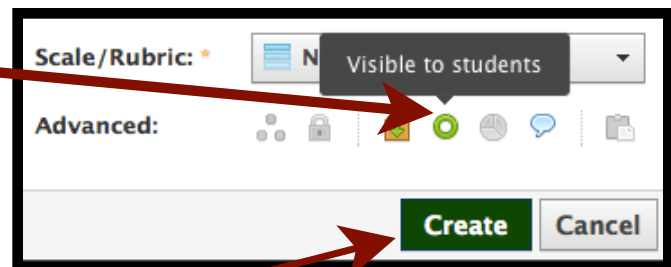 Scale/Rubric: *
Visible to students
Advanced:
Create Cancel